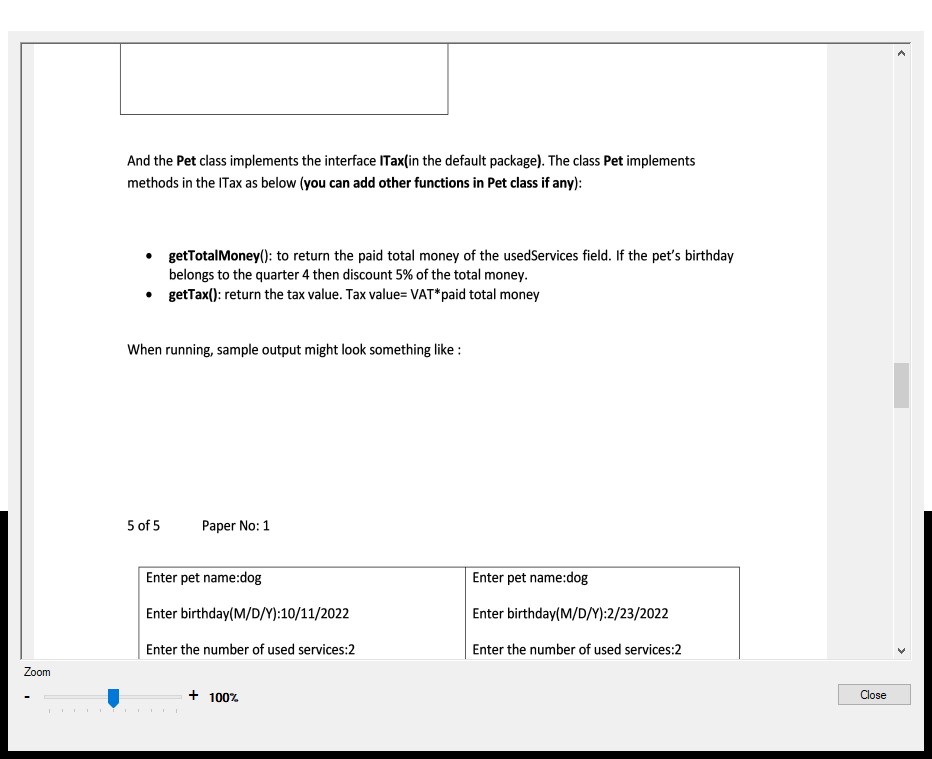 And the Pet class implements the interface ITax(in the default package). The class Pet implements
methods in the ITax as below (you can add other functions in Pet class if any):
• getTotalMoney(): to return the paid total money of the usedServices field. If the pet's birthday
belongs to the quarter 4 then discount 5% of the total money.
• getTax(): return the tax value. Tax value= VAT*paid total money
When running, sample output might look something like :
5 of 5 Paper No: 1
Enter pet name:dog
Enter birthday(M/D/Y):10/11/2022
Enter the number of used services:2
Enter pet name:dog
Enter birthday(M/D/Y):2/23/2022
Enter the number of used services:2
Zoom
- + 100%
Close